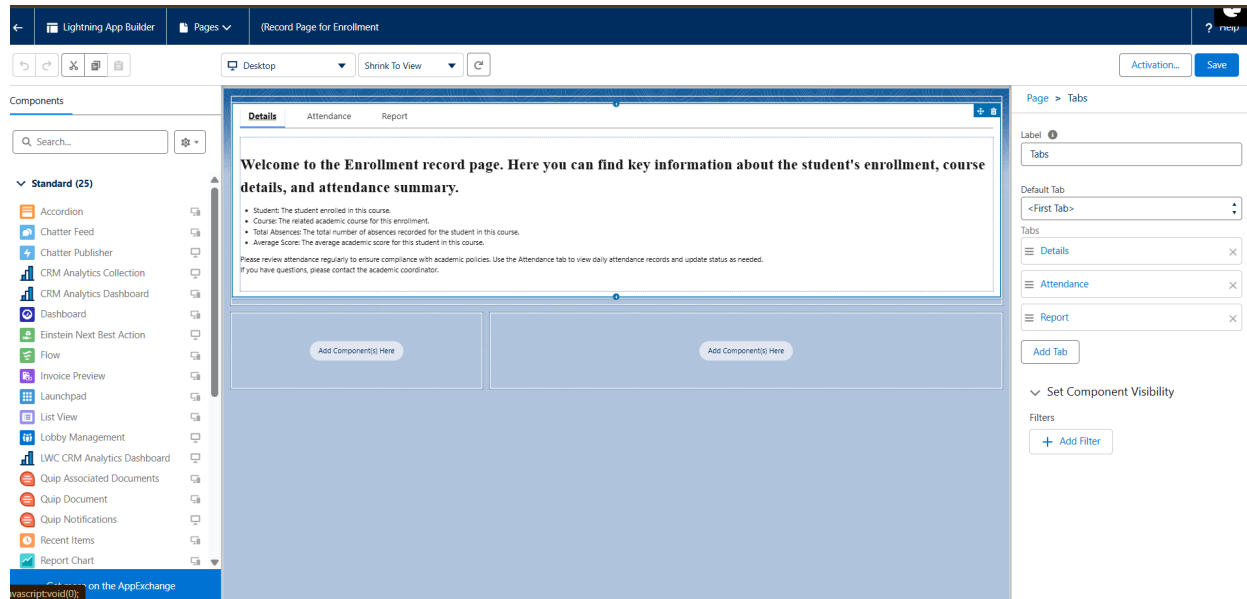 Lightning App Builder
Pages
(Record Page for Enrollment
? Help
Desktop
Shrink To View
Activation...
Save
Components
Search...
Standard (25)
Accordion
Chatter Feed
Chatter Publisher
CRM Analytics Collection
CRM Analytics Dashboard
Dashboard
Einstein Next Best Action
Flow
Invoice Preview
Launchpad
List View
Lobby Management
LWC CRM Analytics Dashboard
Quip Associated Documents
Quip Document
Quip Notifications
Recent Items
Report Chart
on the AppExchange
vascript:void(0);
Details
Attendance
Report
Welcome to the Enrollment record page. Here you can find key information about the student's enrollment, course
details, and attendance summary.
• Student: The student enrolled in this course.
• Course: The related academic course for this enrollment.
• Total Absences: The total number of absences recorded for the student in this course.
• Average Score: The average academic score for this student in this course.
Please review attendance regularly to ensure compliance with academic policies. Use the Attendance tab to view daily attendance records and update status as needed.
If you have questions, please contact the academic coordinator.
Add Component(s) Here
Add Component(s) Here
Page > Tabs
Label
Tabs
Default Tab
<First Tab>
Tabs
Details
Attendance
Report
Add Tab
Set Component Visibility
Filters
+ Add Filter